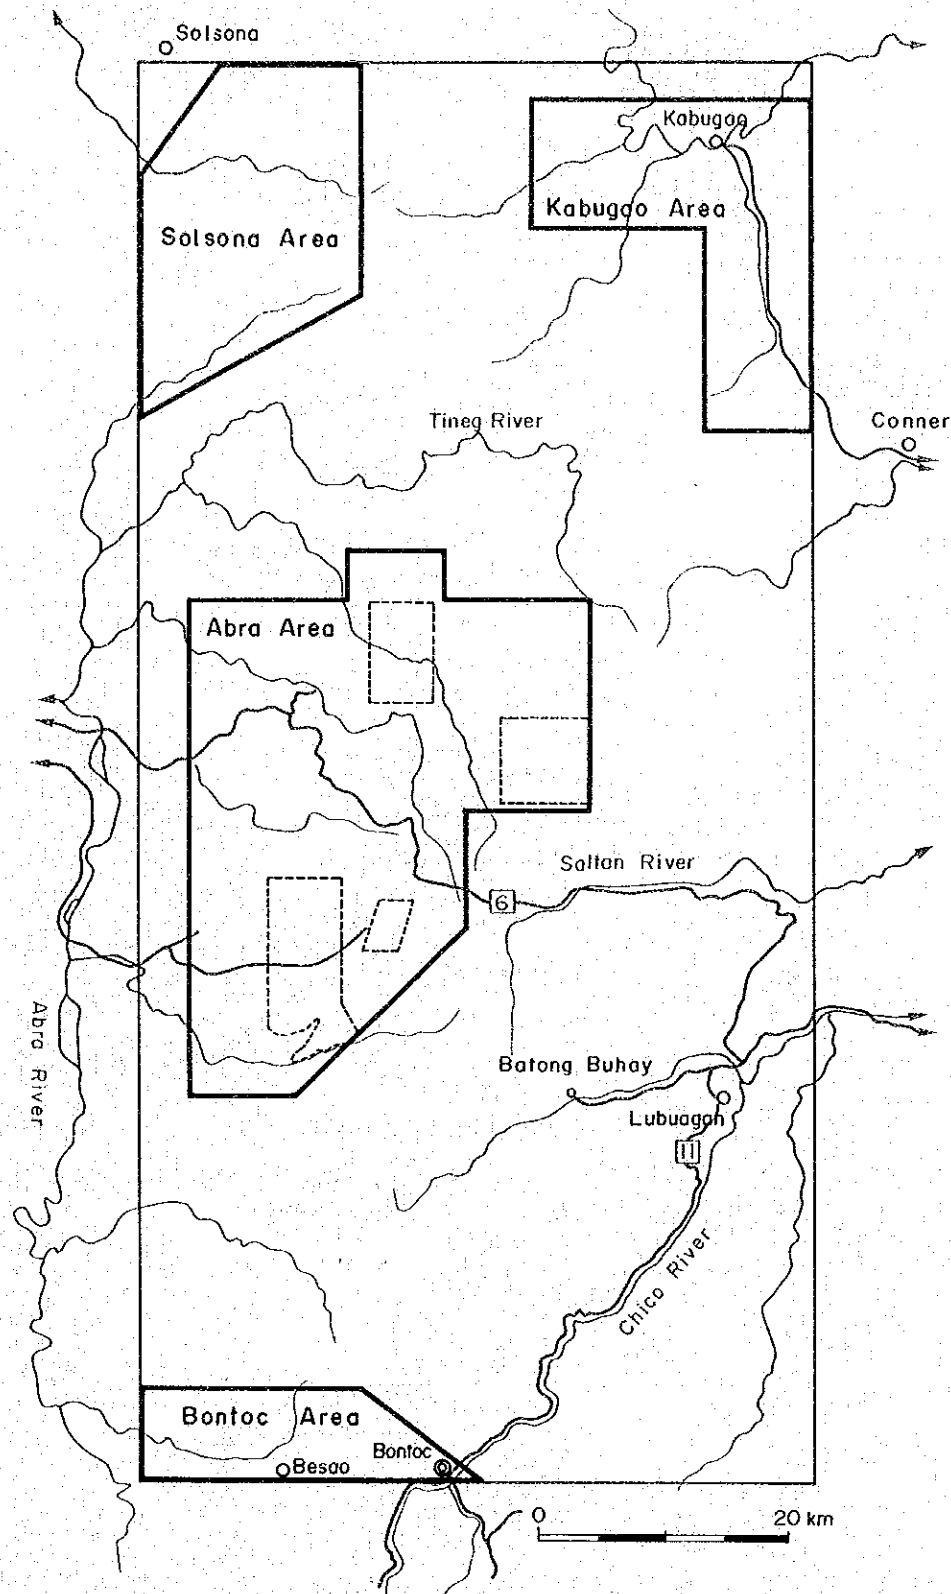 Solsona
Kabugao
Kabugao Area
Solsona Area
Tineg River
Conner
Abra Area
Saltan River
6
Abra River
Batong Buhay
Lubuagan
11
Chico River
Bontoc Area
Bontoc
Besao
0 20 km